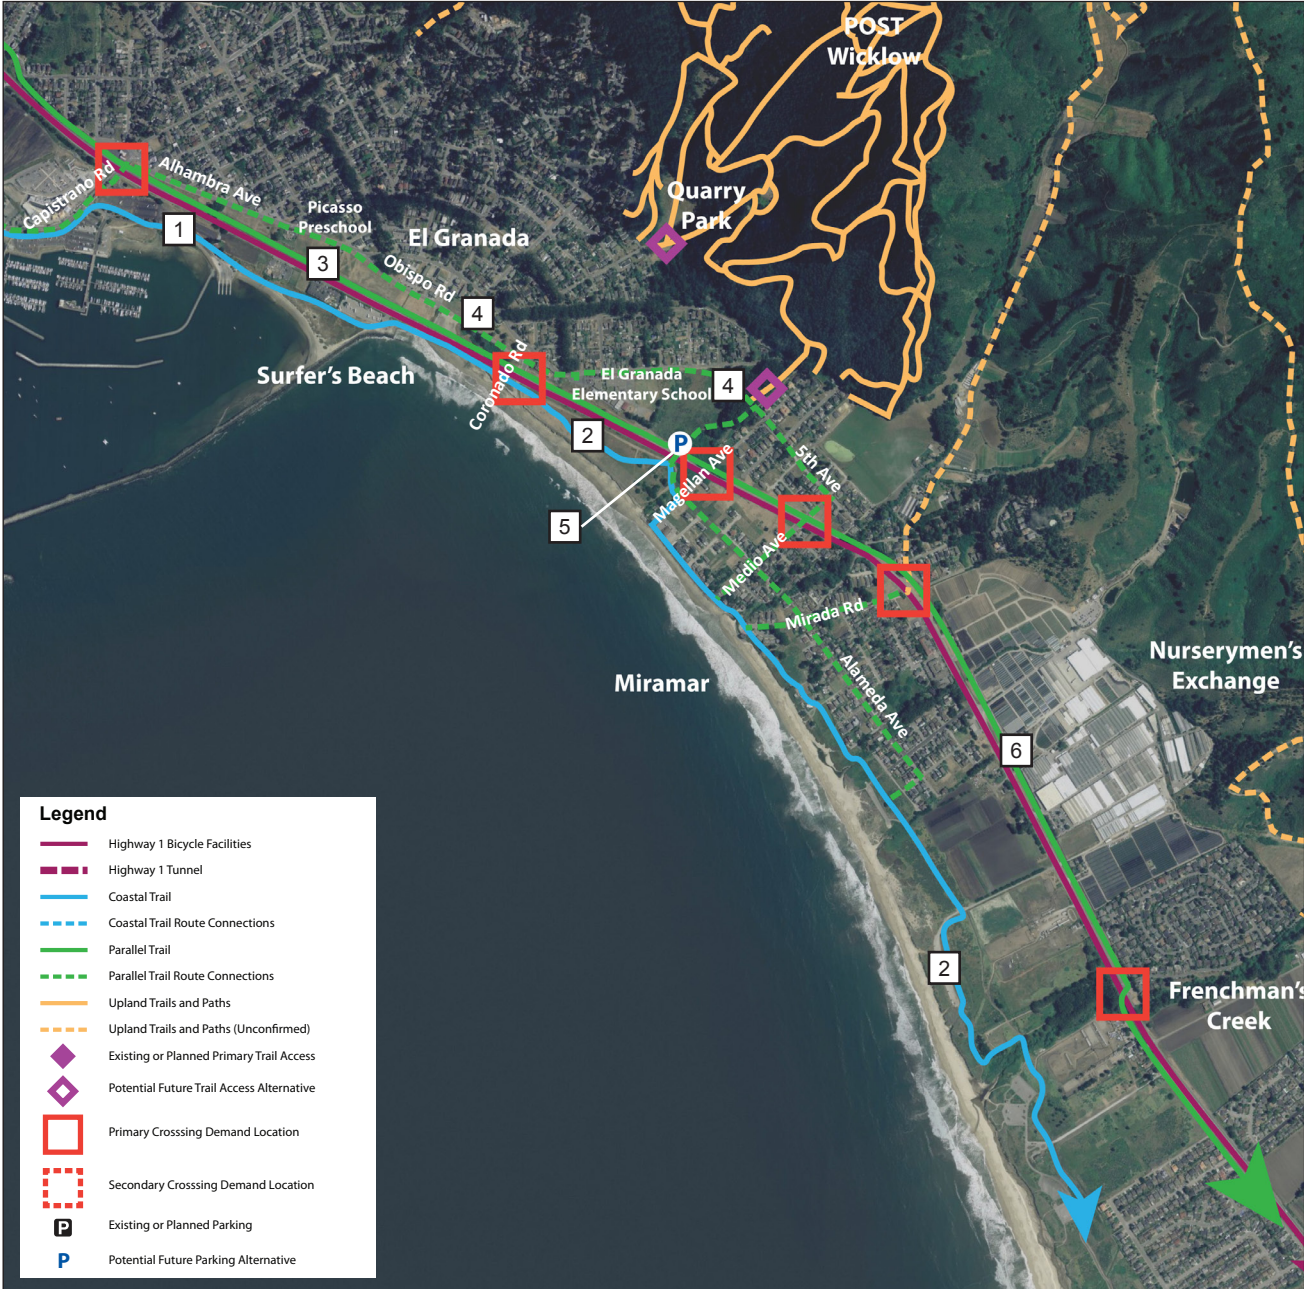 POST
Wicklow
Quarry
Park
Capistrano Rd
Alhambra Ave
Picasso
Preschool
El Granada
1
3
Obispo Rd
4
Surfer's Beach
Coronado Rd
El Granada
Elementary School
4
2
P
Magellan Ave
5th Ave
5
Medio Ave
Mirada Rd
Miramar
Alameda Ave
Nurserymen's
Exchange
6
2
Frenchman's
Creek
Legend
Highway 1 Bicycle Facilities
Highway 1 Tunnel
Coastal Trail
Coastal Trail Route Connections
Parallel Trail
Parallel Trail Route Connections
Upland Trails and Paths
Upland Trails and Paths (Unconfirmed)
Existing or Planned Primary Trail Access
Potential Future Trail Access Alternative
Primary Crosssing Demand Location
Secondary Crosssing Demand Location
P Existing or Planned Parking
P Potential Future Parking Alternative